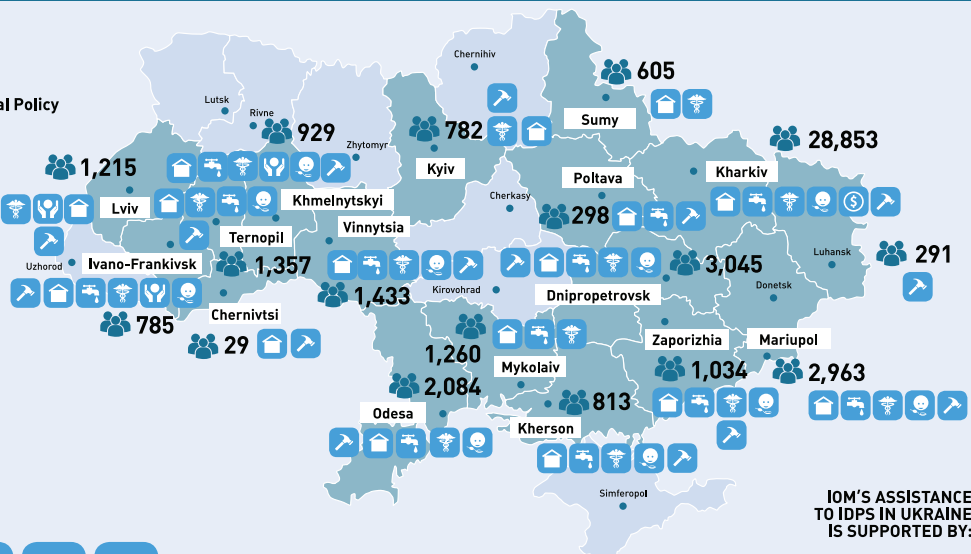 Chernihiv
605
al Policy
Lutsk
Rivne
Sumy
929
782
28,853
Zhytomyr
1,215
Kyiv
Kharkiv
Poltava
Khmelnytskyi
Cherkasy
Lviv
298
Vinnytsia
Ternopil
291
Luhansk
Uzhorod
Ivano-Frankivsk
1,357
3,045
Donetsk
Kirovohrad
Dnipropetrovsk
1,433
Chernivtsi
785
29
Zaporizhia
Mariupol
1,260
Mykolaiv
1,034
2,963
2,084
813
Odesa
Kherson
Simferopol
IOM'S ASSISTANCE
TO IDPS IN UKRAINE
IS SUPPORTED BY: